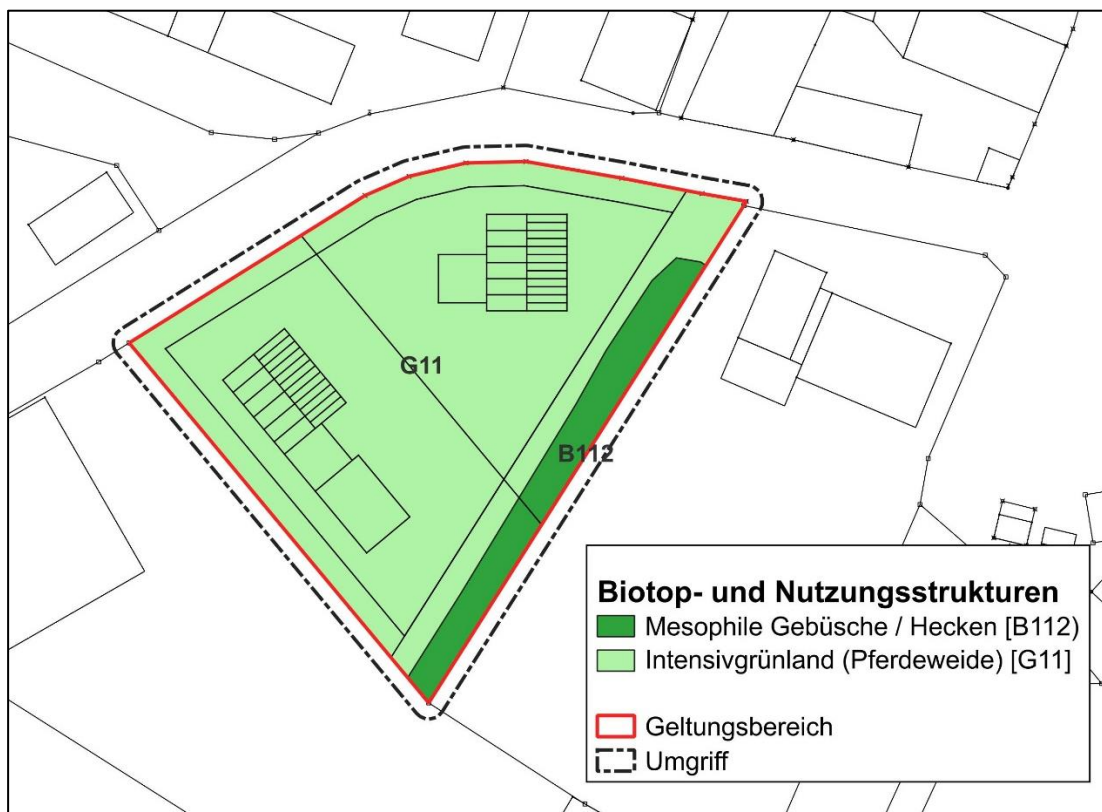 G11
B112
Biotop- und Nutzungsstrukturen
Mesophile Gebüsche / Hecken [B112)
Intensivgrünland (Pferdeweide) [G11]
Geltungsbereich
Umgriff